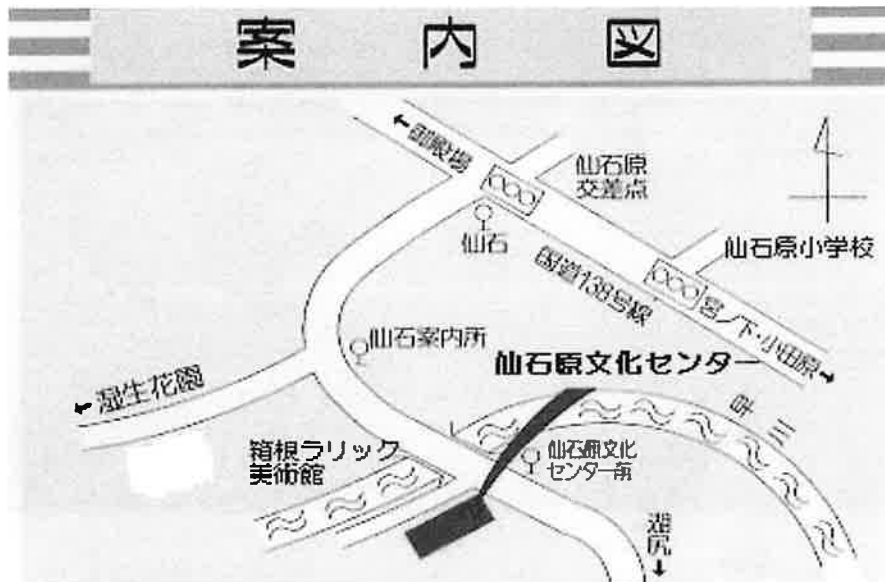 案内図
←御殿場
仙石原
交差点
仙石
仙石原小学校
国道138号線
宮ノ下・小田原→
仙石案内所
仙石原文化センター
←湿生花園
早川
箱根ラリック
美術館
仙石原文化
センター前
湖尻↓